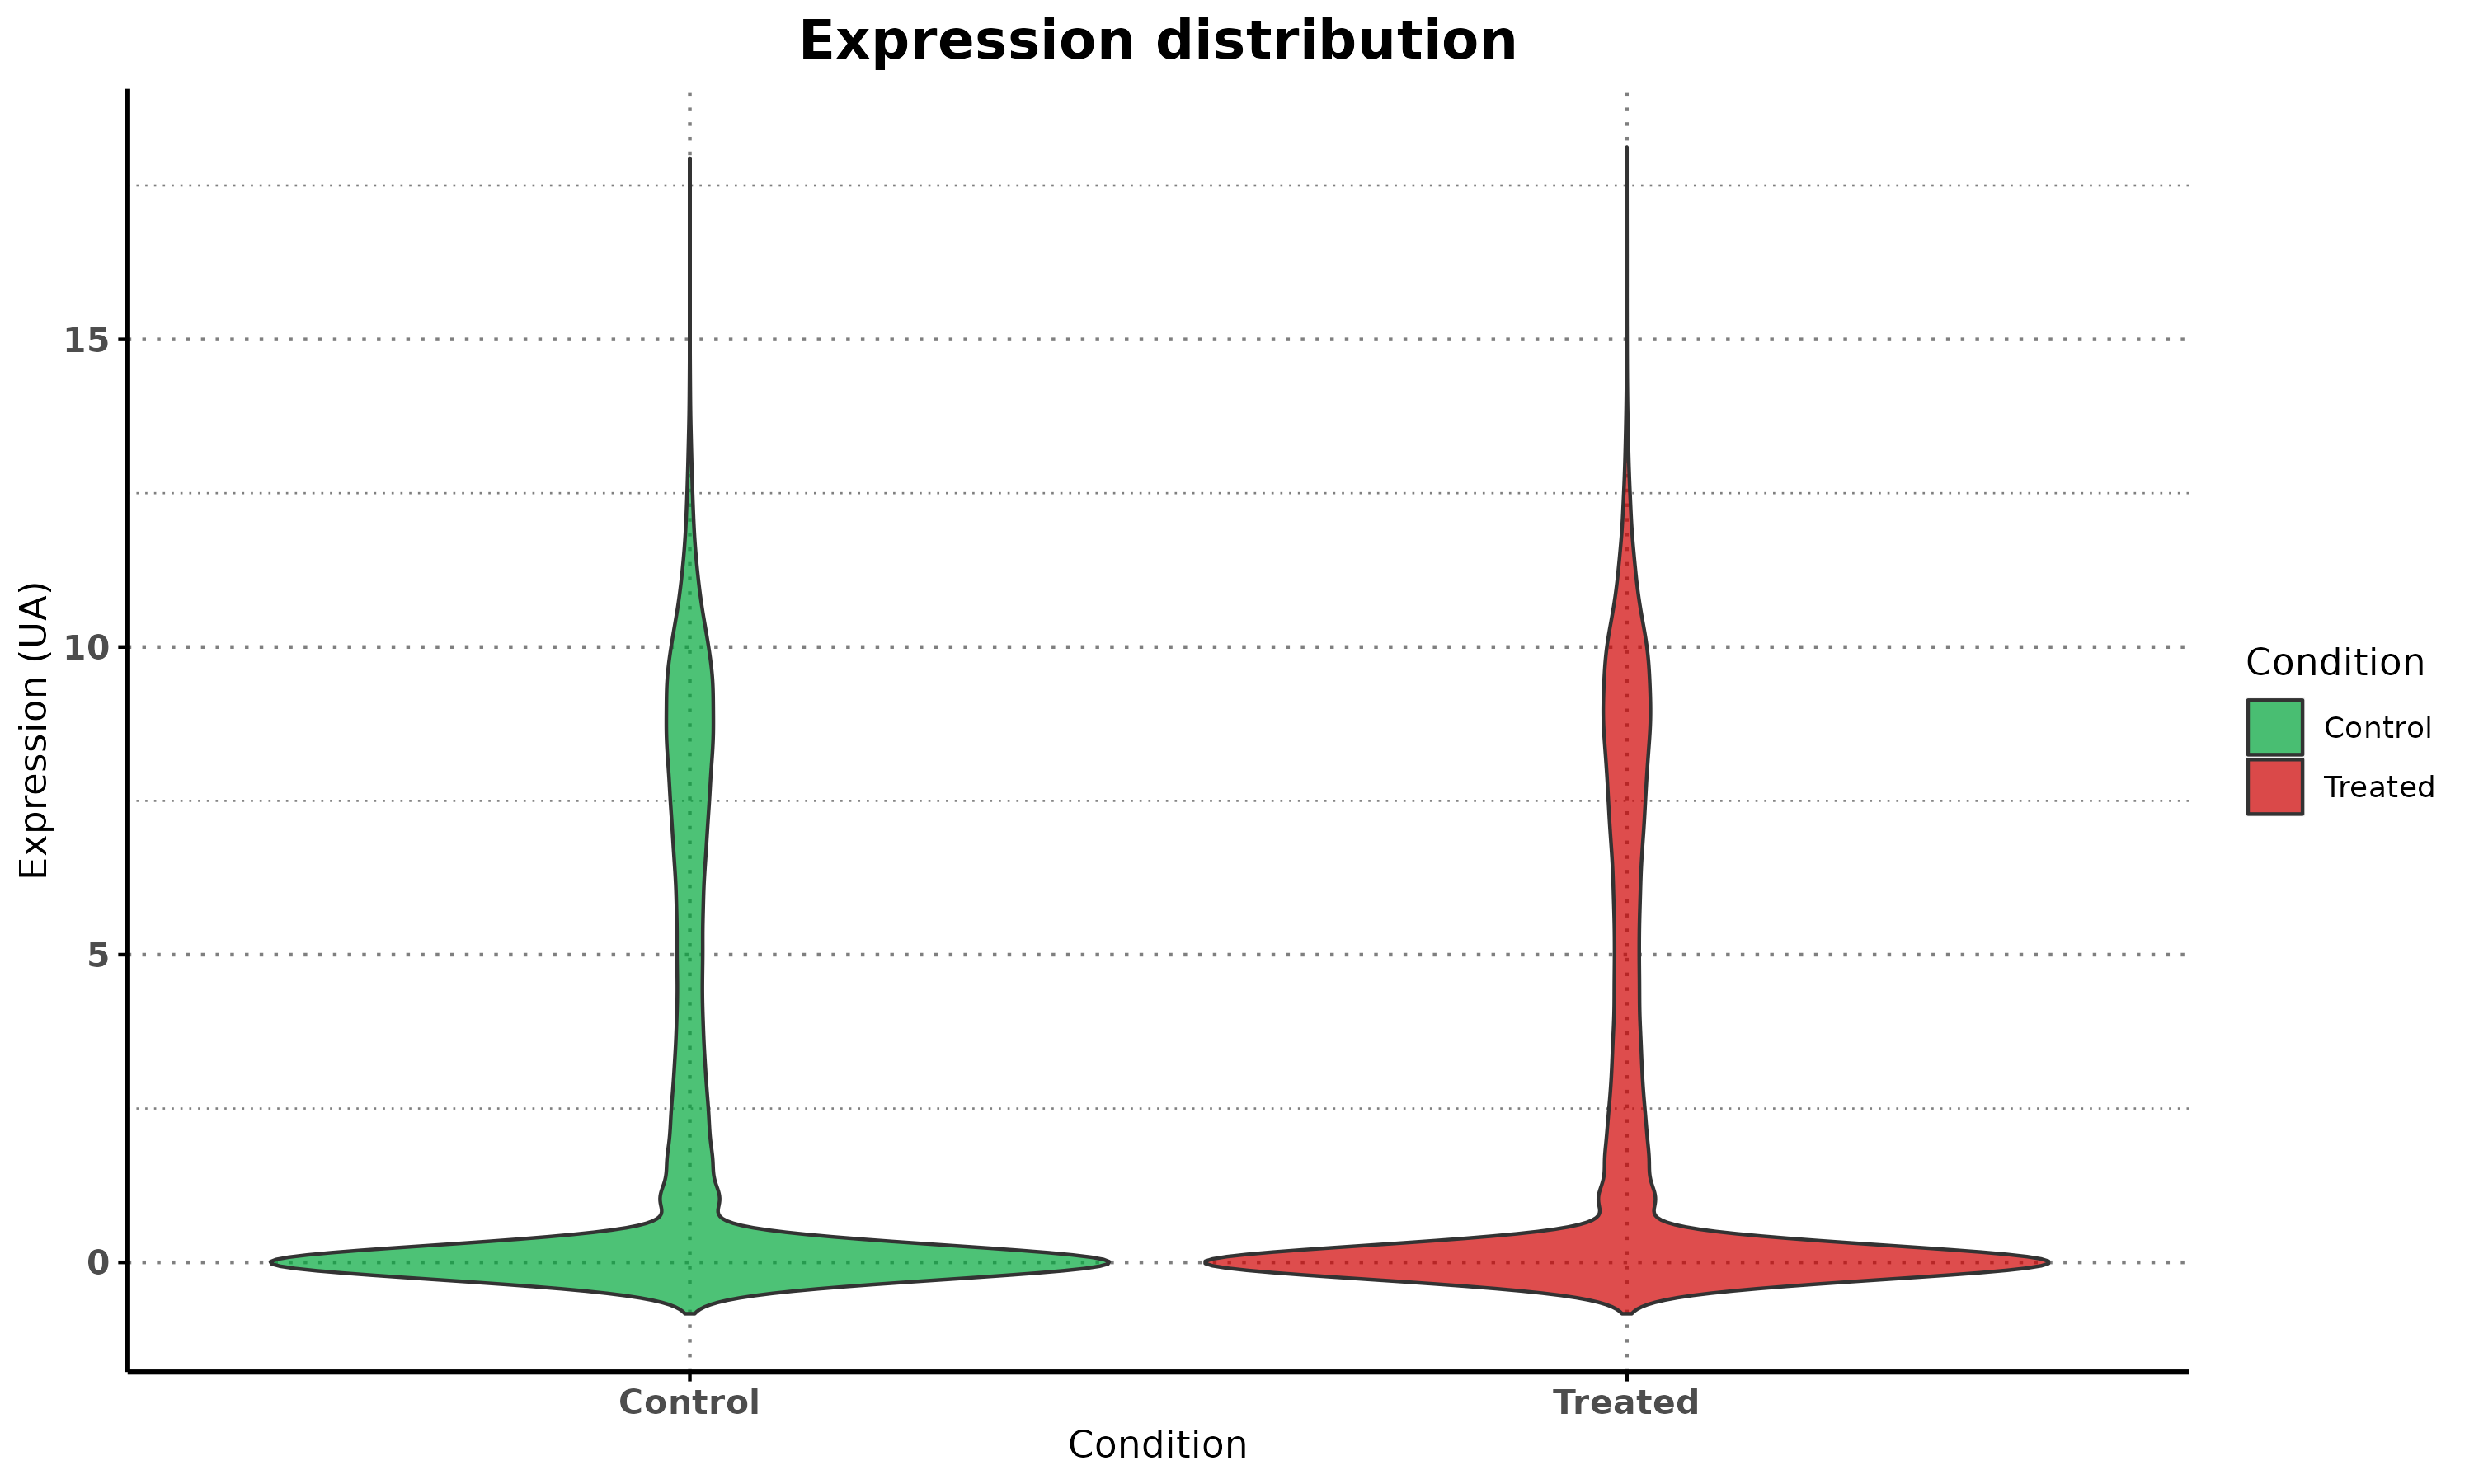 Expression distribution
Expression (UA)
15
10
5
0
Control
Treated
Condition
Condition
Control
Treated